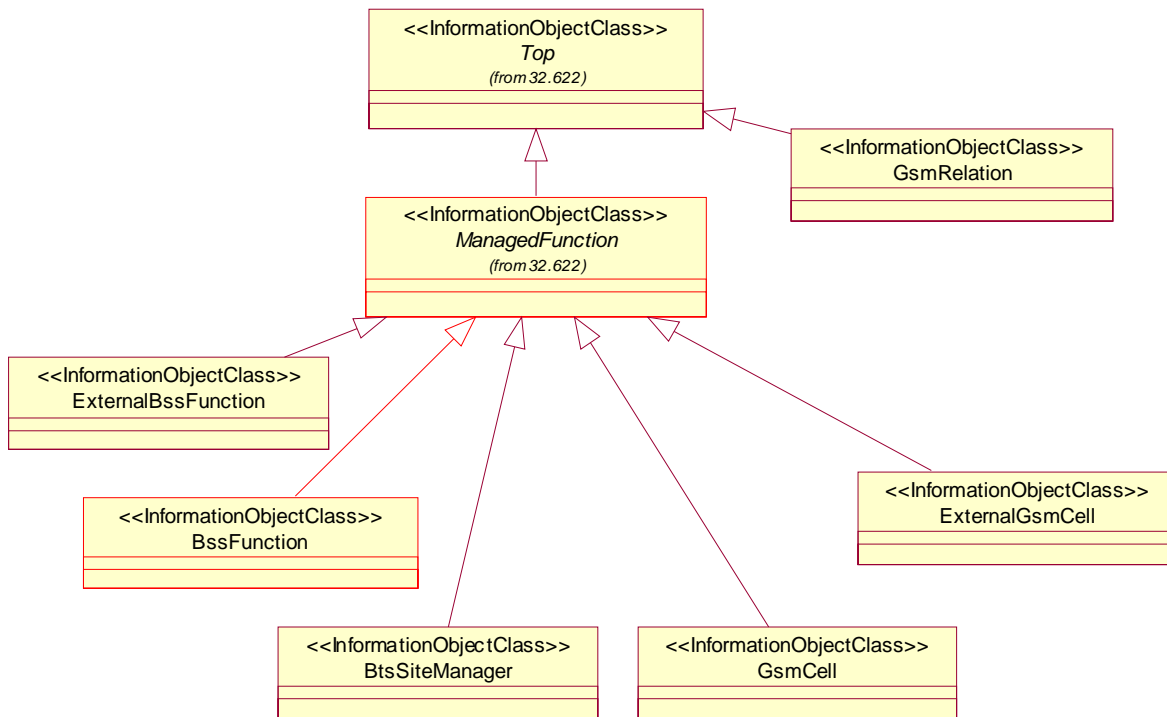 <<InformationObjectClass>>
Top
(from 32.622)
<<InformationObjectClass>>
GsmRelation
<<InformationObjectClass>>
ManagedFunction
(from 32.622)
<<InformationObjectClass>>
ExternalBssFunction
<<InformationObjectClass>>
ExternalGsmCell
<<InformationObjectClass>>
BssFunction
<<InformationObjectClass>>
BtsSiteManager
<<InformationObjectClass>>
GsmCell